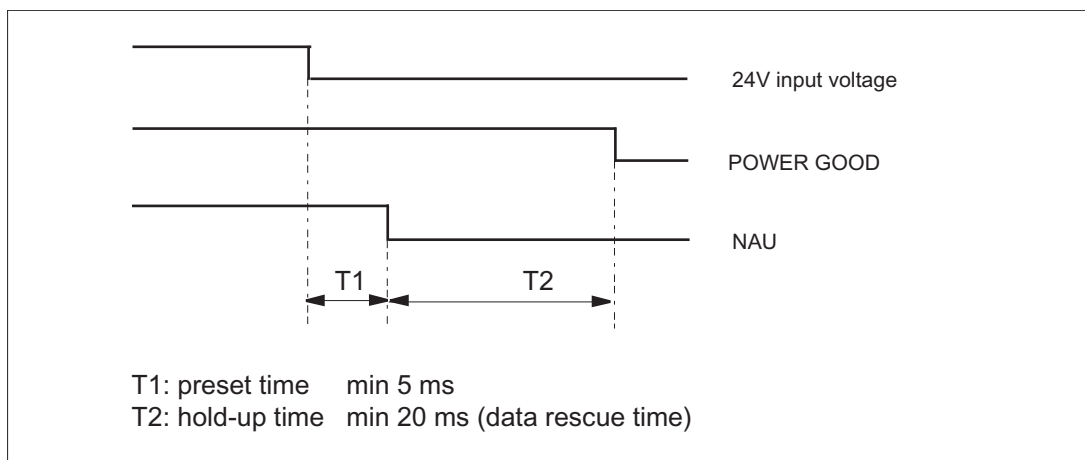 24V input voltage
POWER GOOD
NAU
T1 T2
T1: preset time min 5 ms
T2: hold-up time min 20 ms (data rescue time)